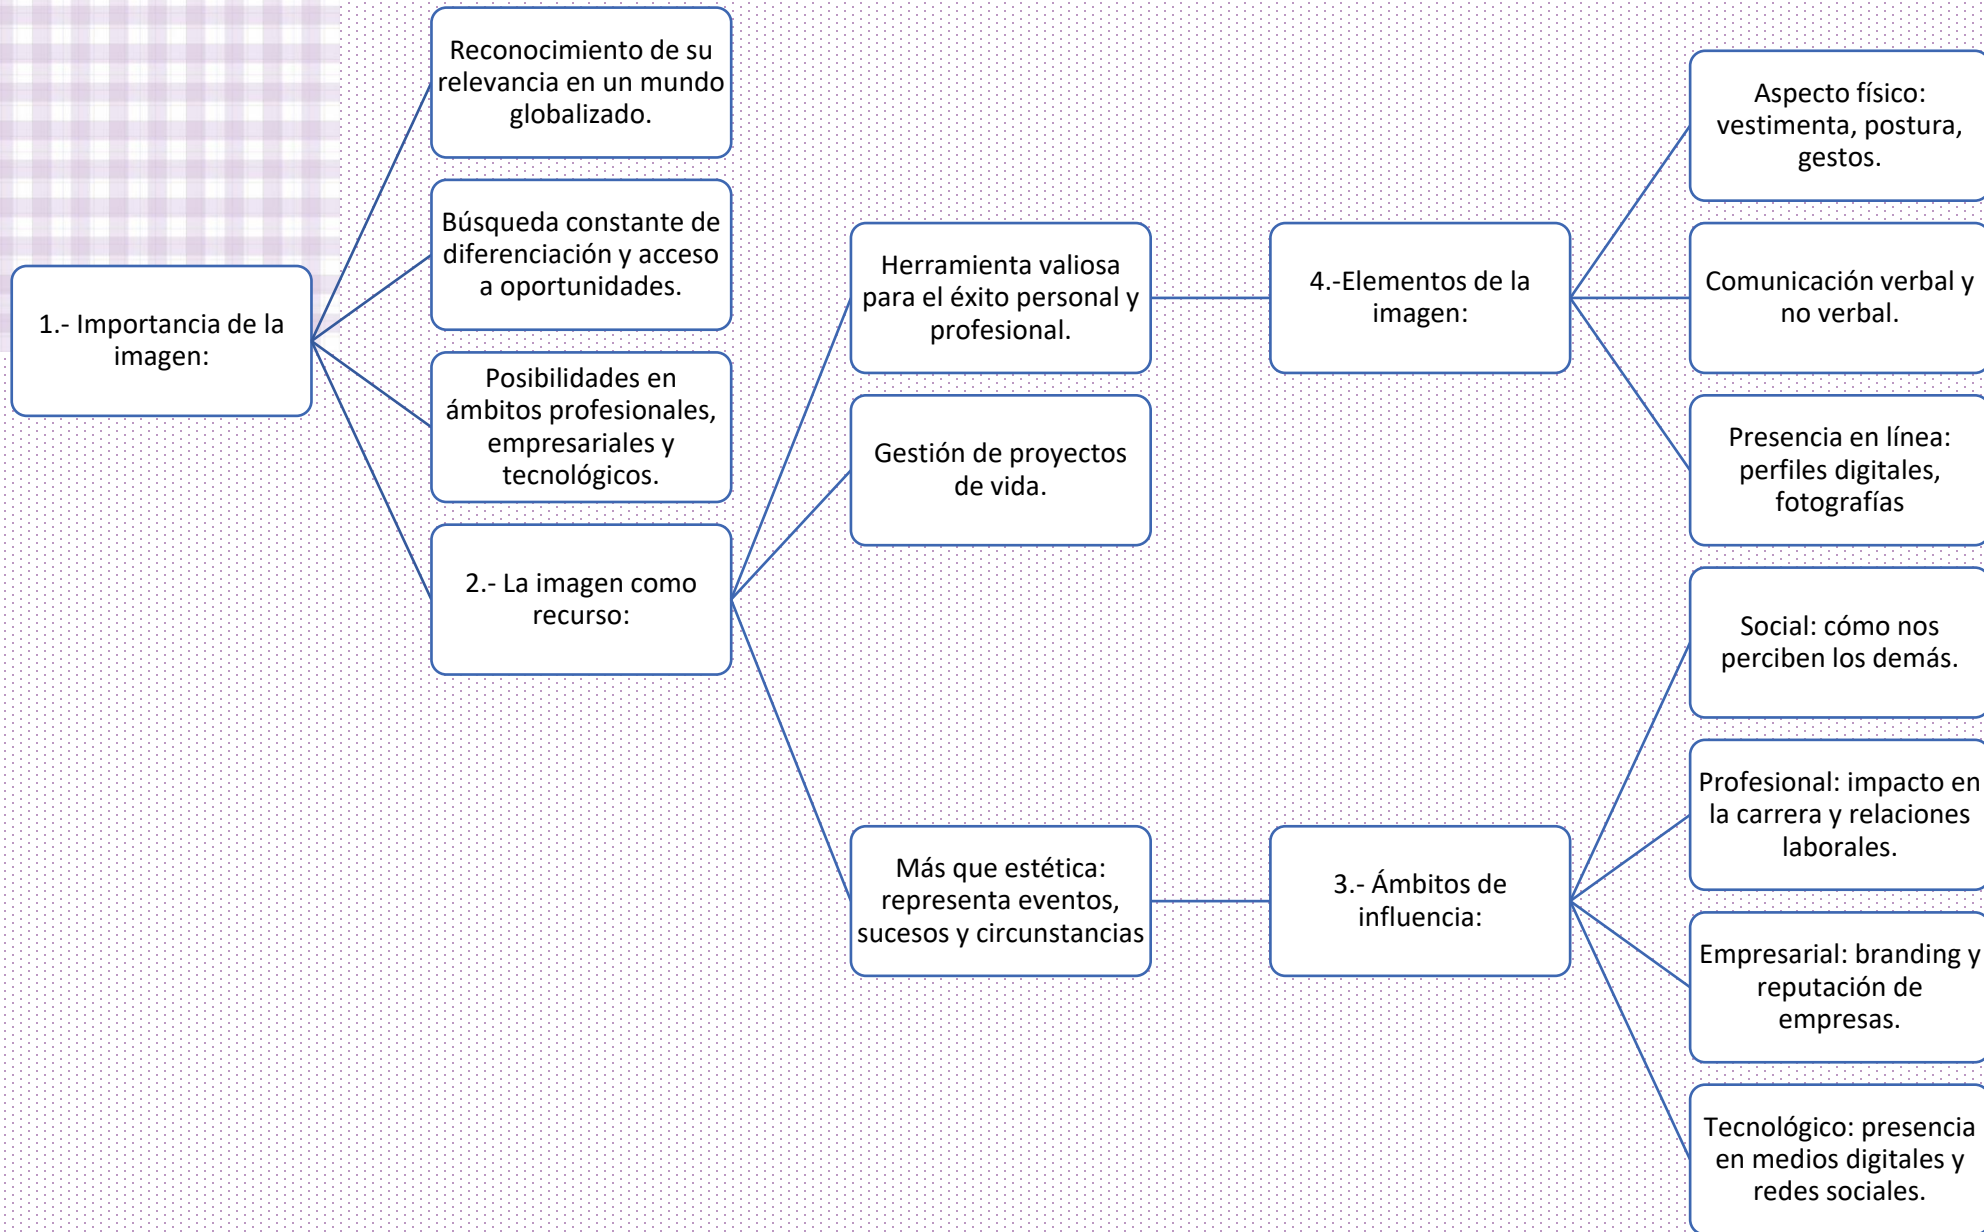 1.- Importancia de la
imagen:
Reconocimiento de su
relevancia en un mundo
globalizado.
Búsqueda constante de
diferenciación y acceso
a oportunidades.
Posibilidades en
ámbitos profesionales,
empresariales y
tecnológicos.
2.- La imagen como
recurso:
Herramienta valiosa
para el éxito personal y
profesional.
Gestión de proyectos
de vida.
Más que estética:
representa eventos,
sucesos y circunstancias
4.-Elementos de la
imagen:
Aspecto físico:
vestimenta, postura,
gestos.
Comunicación verbal y
no verbal.
Presencia en línea:
perfiles digitales,
fotografías
3.- Ámbitos de
influencia:
Social: cómo nos
perciben los demás.
Profesional: impacto en
la carrera y relaciones
laborales.
Empresarial: branding y
reputación de
empresas.
Tecnológico: presencia
en medios digitales y
redes sociales.